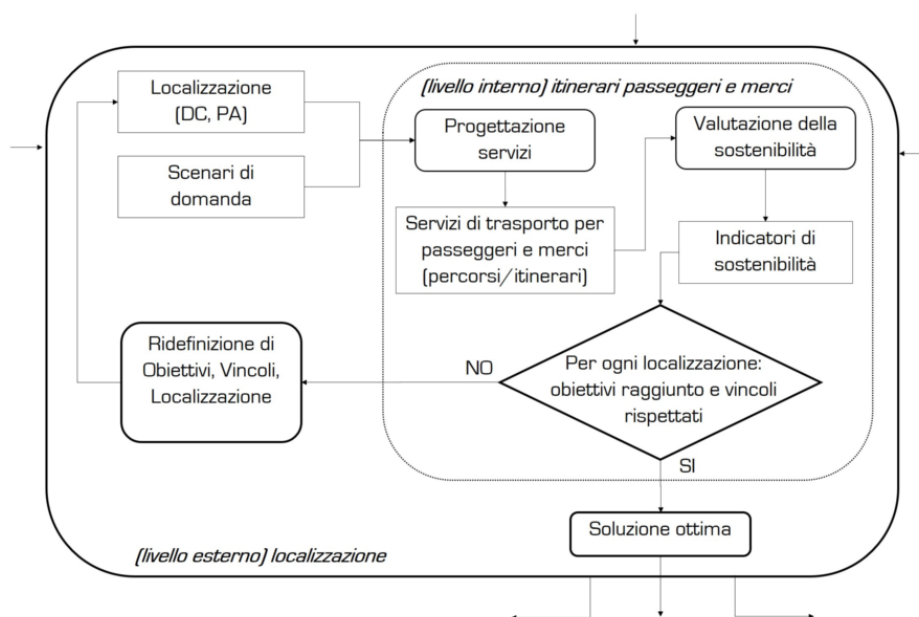 Localizzazione
(DC, PA)
Scenari di
domanda
Ridefinizione di
Obiettivi, Vincoli,
Localizzazione
(livello interno) itinerari passeggeri e merci
Progettazione
servizi
Servizi di trasporto per
passeggeri e merci
(percorsi/itinerari)
Valutazione della
sostenibilità
Indicatori di
sostenibilità
Per ogni localizzazione:
obiettivi raggiunto e vincoli
rispettati
NO
SI
Soluzione ottima
(livello esterno) localizzazione